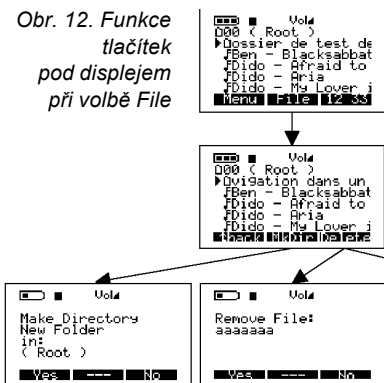 Obr. 12. Funkce
tlačítek
pod displejem
při volbě File
Vol
000 ( Root )
Dossier de test de
Ben - Blacksabbat
Dido - Afraid to
Dido - Aria
Dido - My Lover i
Menu File 12 33
Vol
000 ( Root )
Ovigation dans un
Ben - Blacksabbat
Dido - Afraid to
Dido - Aria
Dido - My Lover i
MkDir Delete
Vol
Make Directory
New Folder
in:
( Root )
Yes --- No
Vol
Remove File:
aaaaaaa
Yes --- No